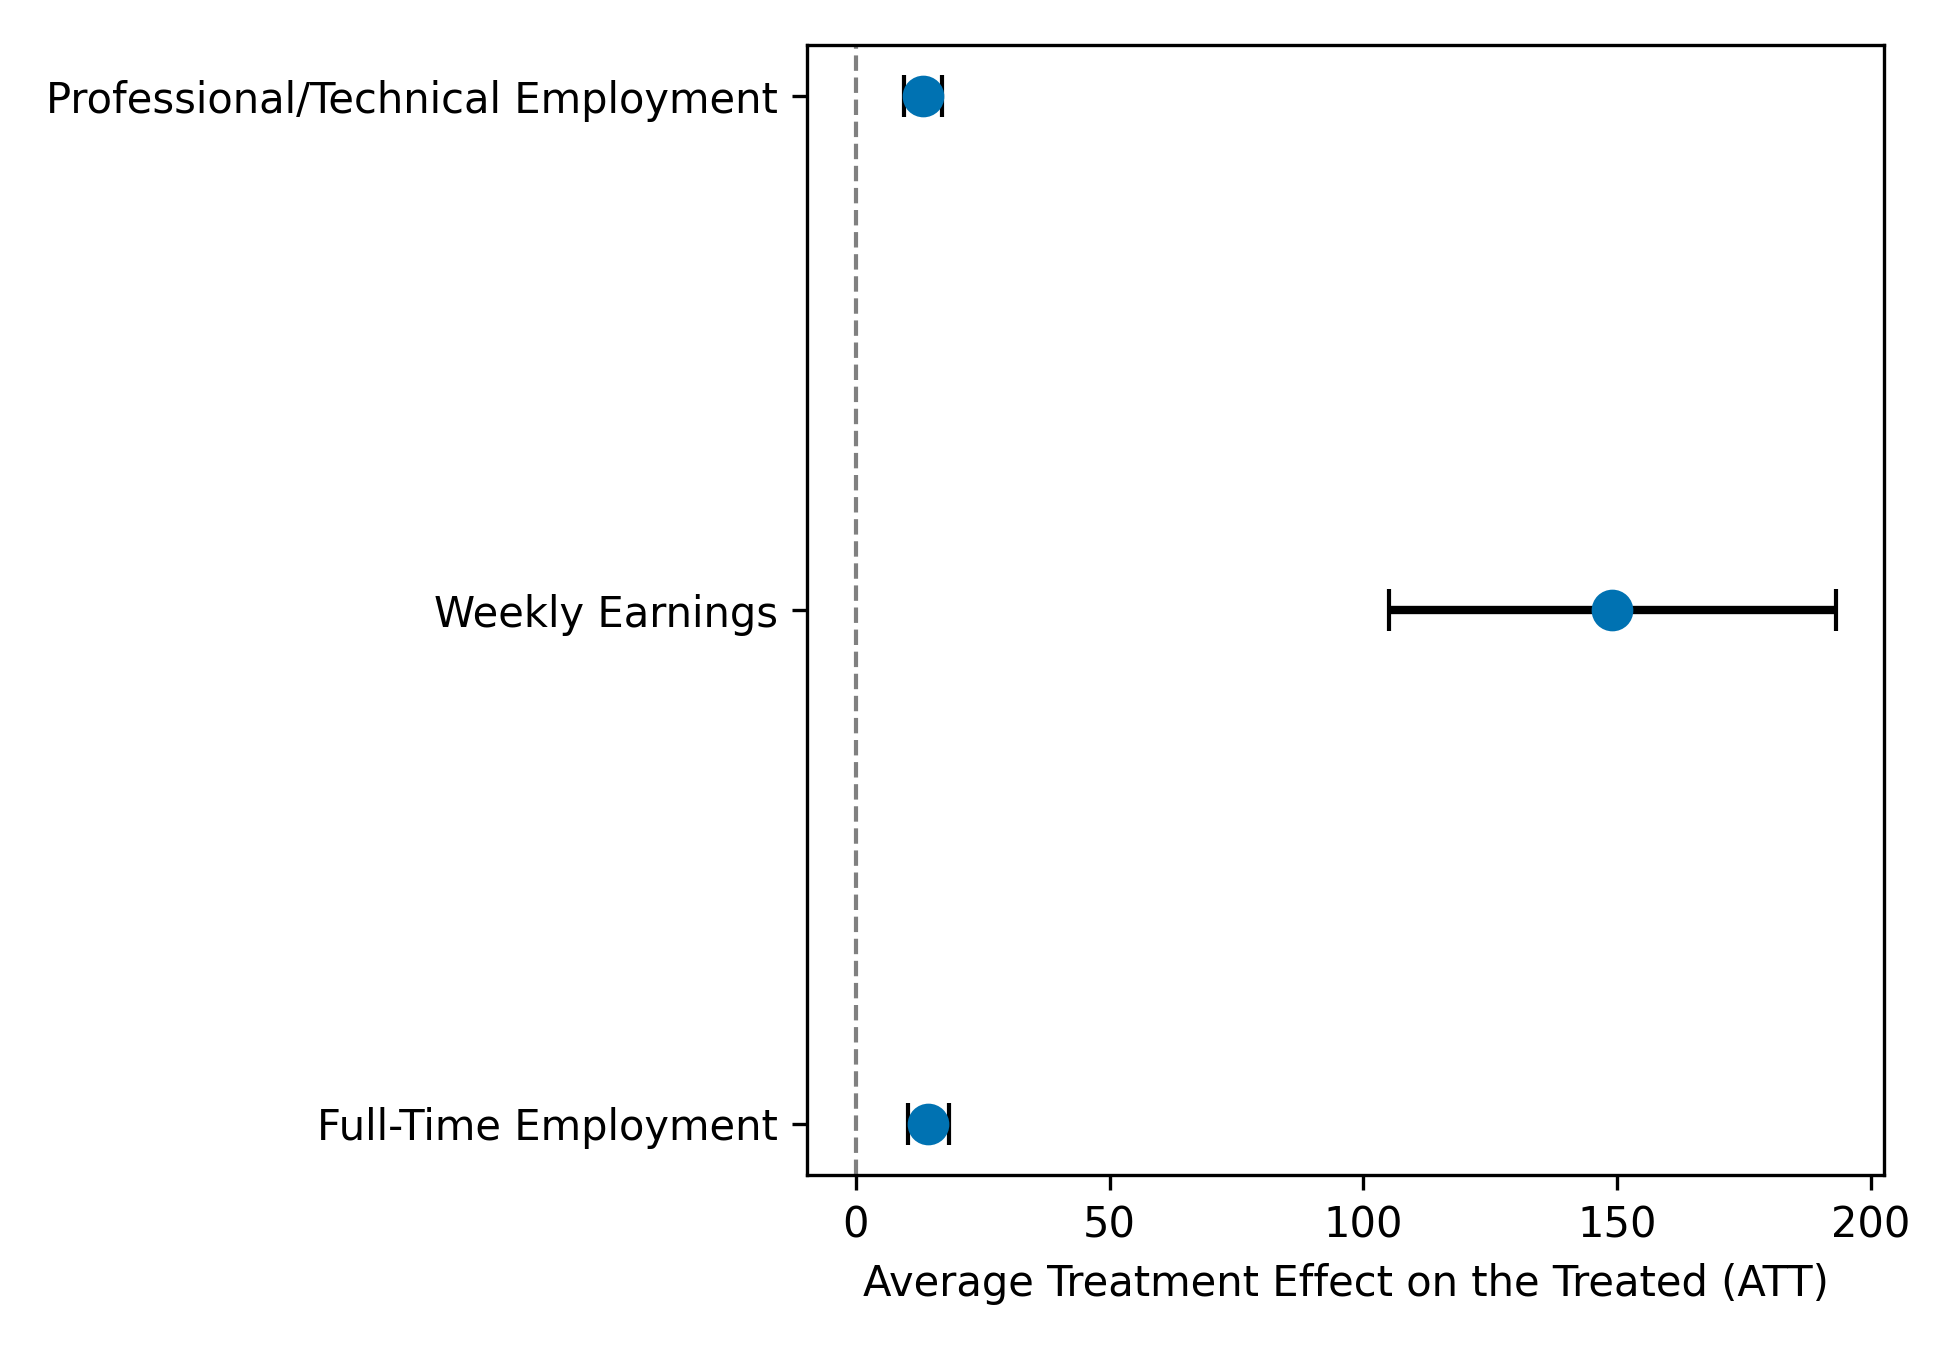 Professional/Technical Employment
Weekly Earnings
Full-Time Employment
0 50 100 150 200
Average Treatment Effect on the Treated (ATT)